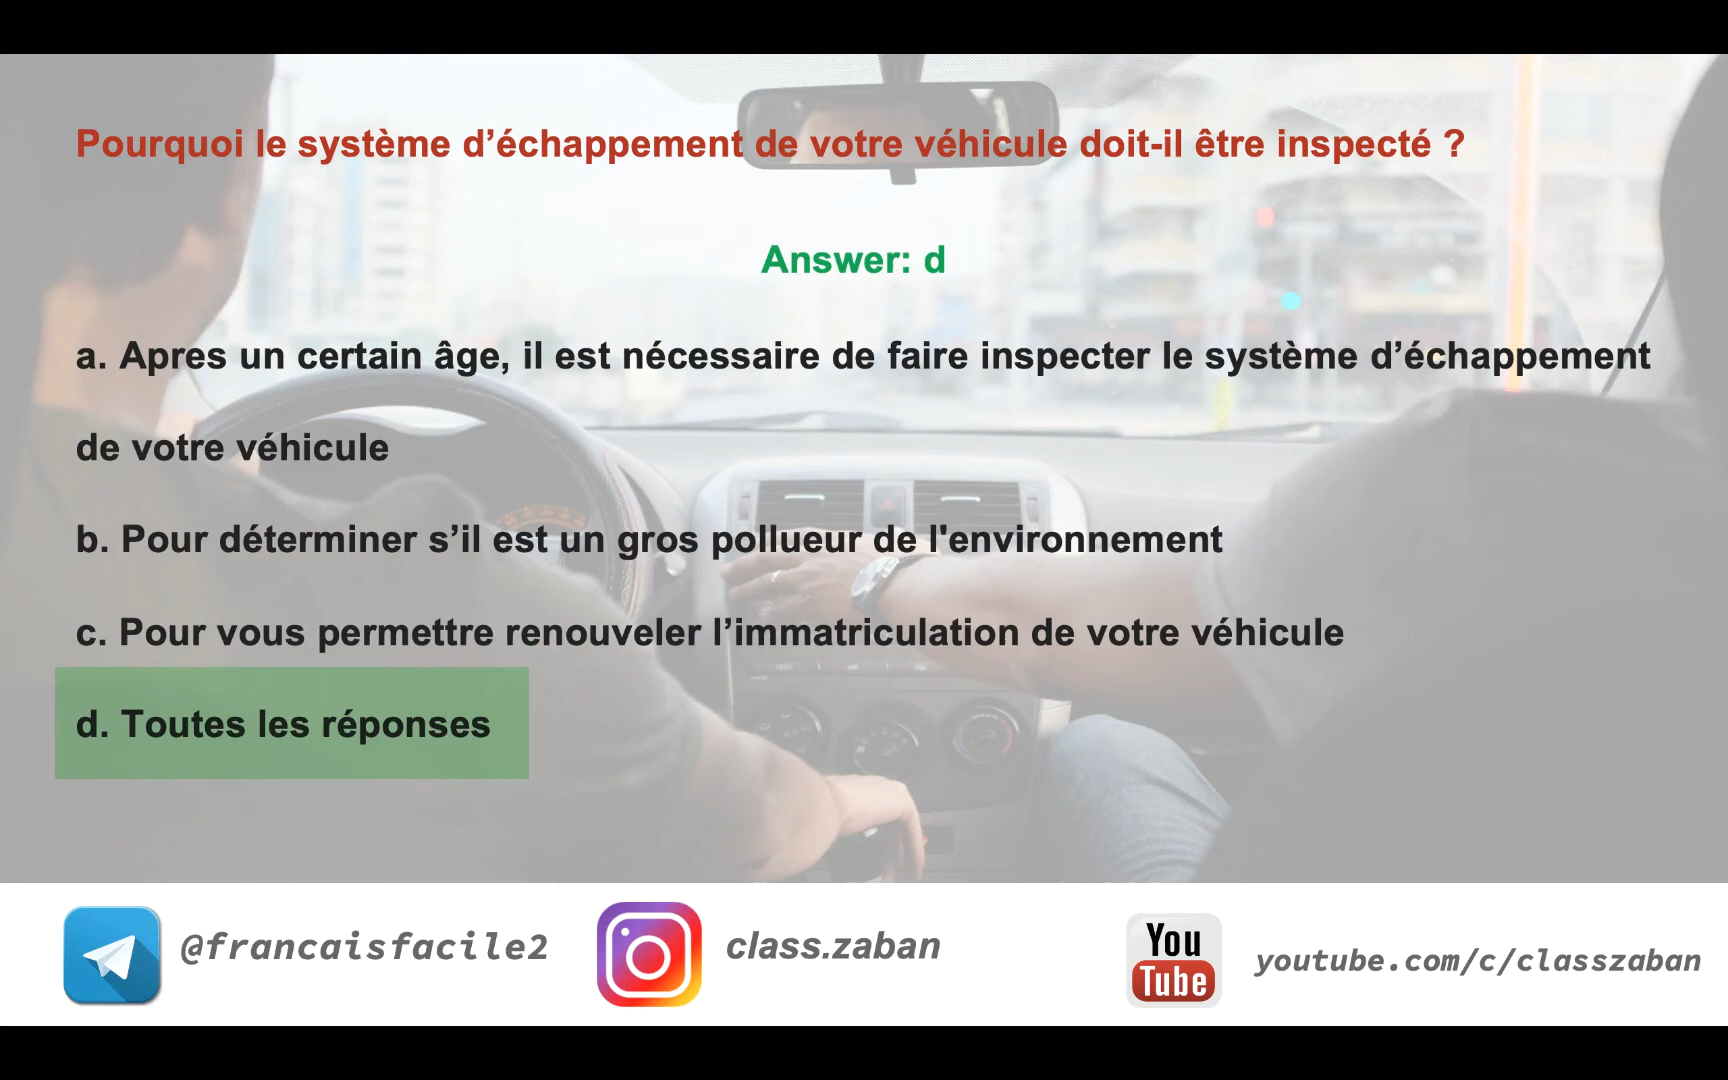 Pourquoi le système d’échappement de votre véhicule doit-il être inspecté ?
Answer: d
a. Apres un certain âge, il est nécessaire de faire inspecter le système d’échappement
de votre véhicule
b. Pour déterminer s’il est un gros pollueur de l'environnement
c. Pour vous permettre renouveler l’immatriculation de votre véhicule
d. Toutes les réponses
@francaisfacile2
class.zaban
You
Tube
youtube.com/c/classzaban